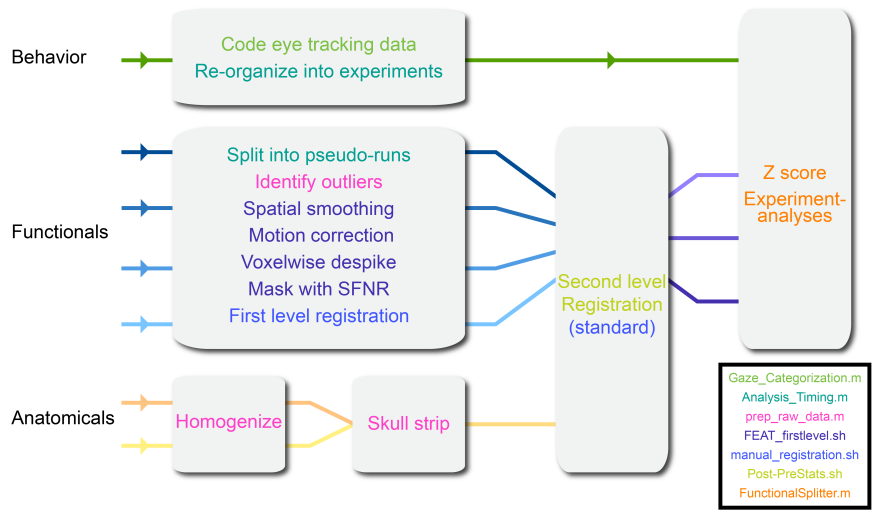 Behavior
Code eye tracking data
Re-organize into experiments
Functionals
Split into pseudo-runs
Identify outliers
Spatial smoothing
Motion correction
Voxelwise despike
Mask with SFNR
First level registration
Anatomicals
Homogenize
Skull strip
Second level
Registration
(standard)
Z score
Experiment-
analyses
Gaze_Categorization.m
Analysis_Timing.m
prep_raw_data.m
FEAT_firstlevel.sh
manual_registration.sh
Post-PreStats.sh
FunctionalSplitter.m